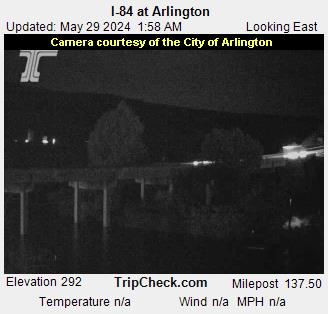 I-84 at Arlington
Updated: May 29 2024 1:58 AM Looking East
Camera courtesy of the City of Arlington
Elevation 292 TripCheck.com Milepost 137.50
Temperature n/a Wind n/a MPH n/a